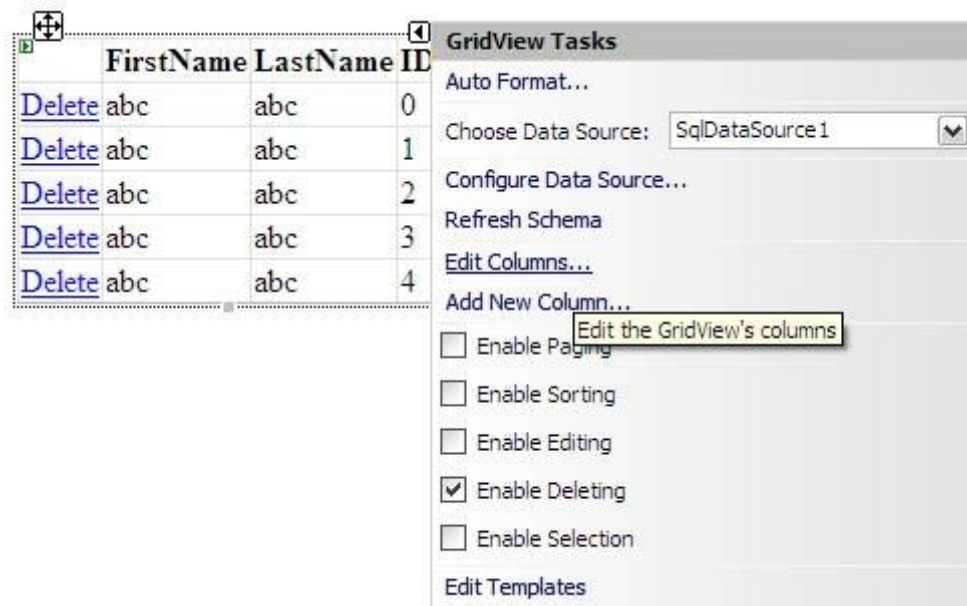 FirstName LastName ID
Delete abc abc 0
Delete abc abc 1
Delete abc abc 2
Delete abc abc 3
Delete abc abc 4
GridView Tasks
Auto Format...
Choose Data Source: SqlDataSource1
Configure Data Source...
Refresh Schema
Edit Columns...
Add New Column...
Edit the GridView's columns
Enable Paging
Enable Sorting
Enable Editing
Enable Deleting
Enable Selection
Edit Templates